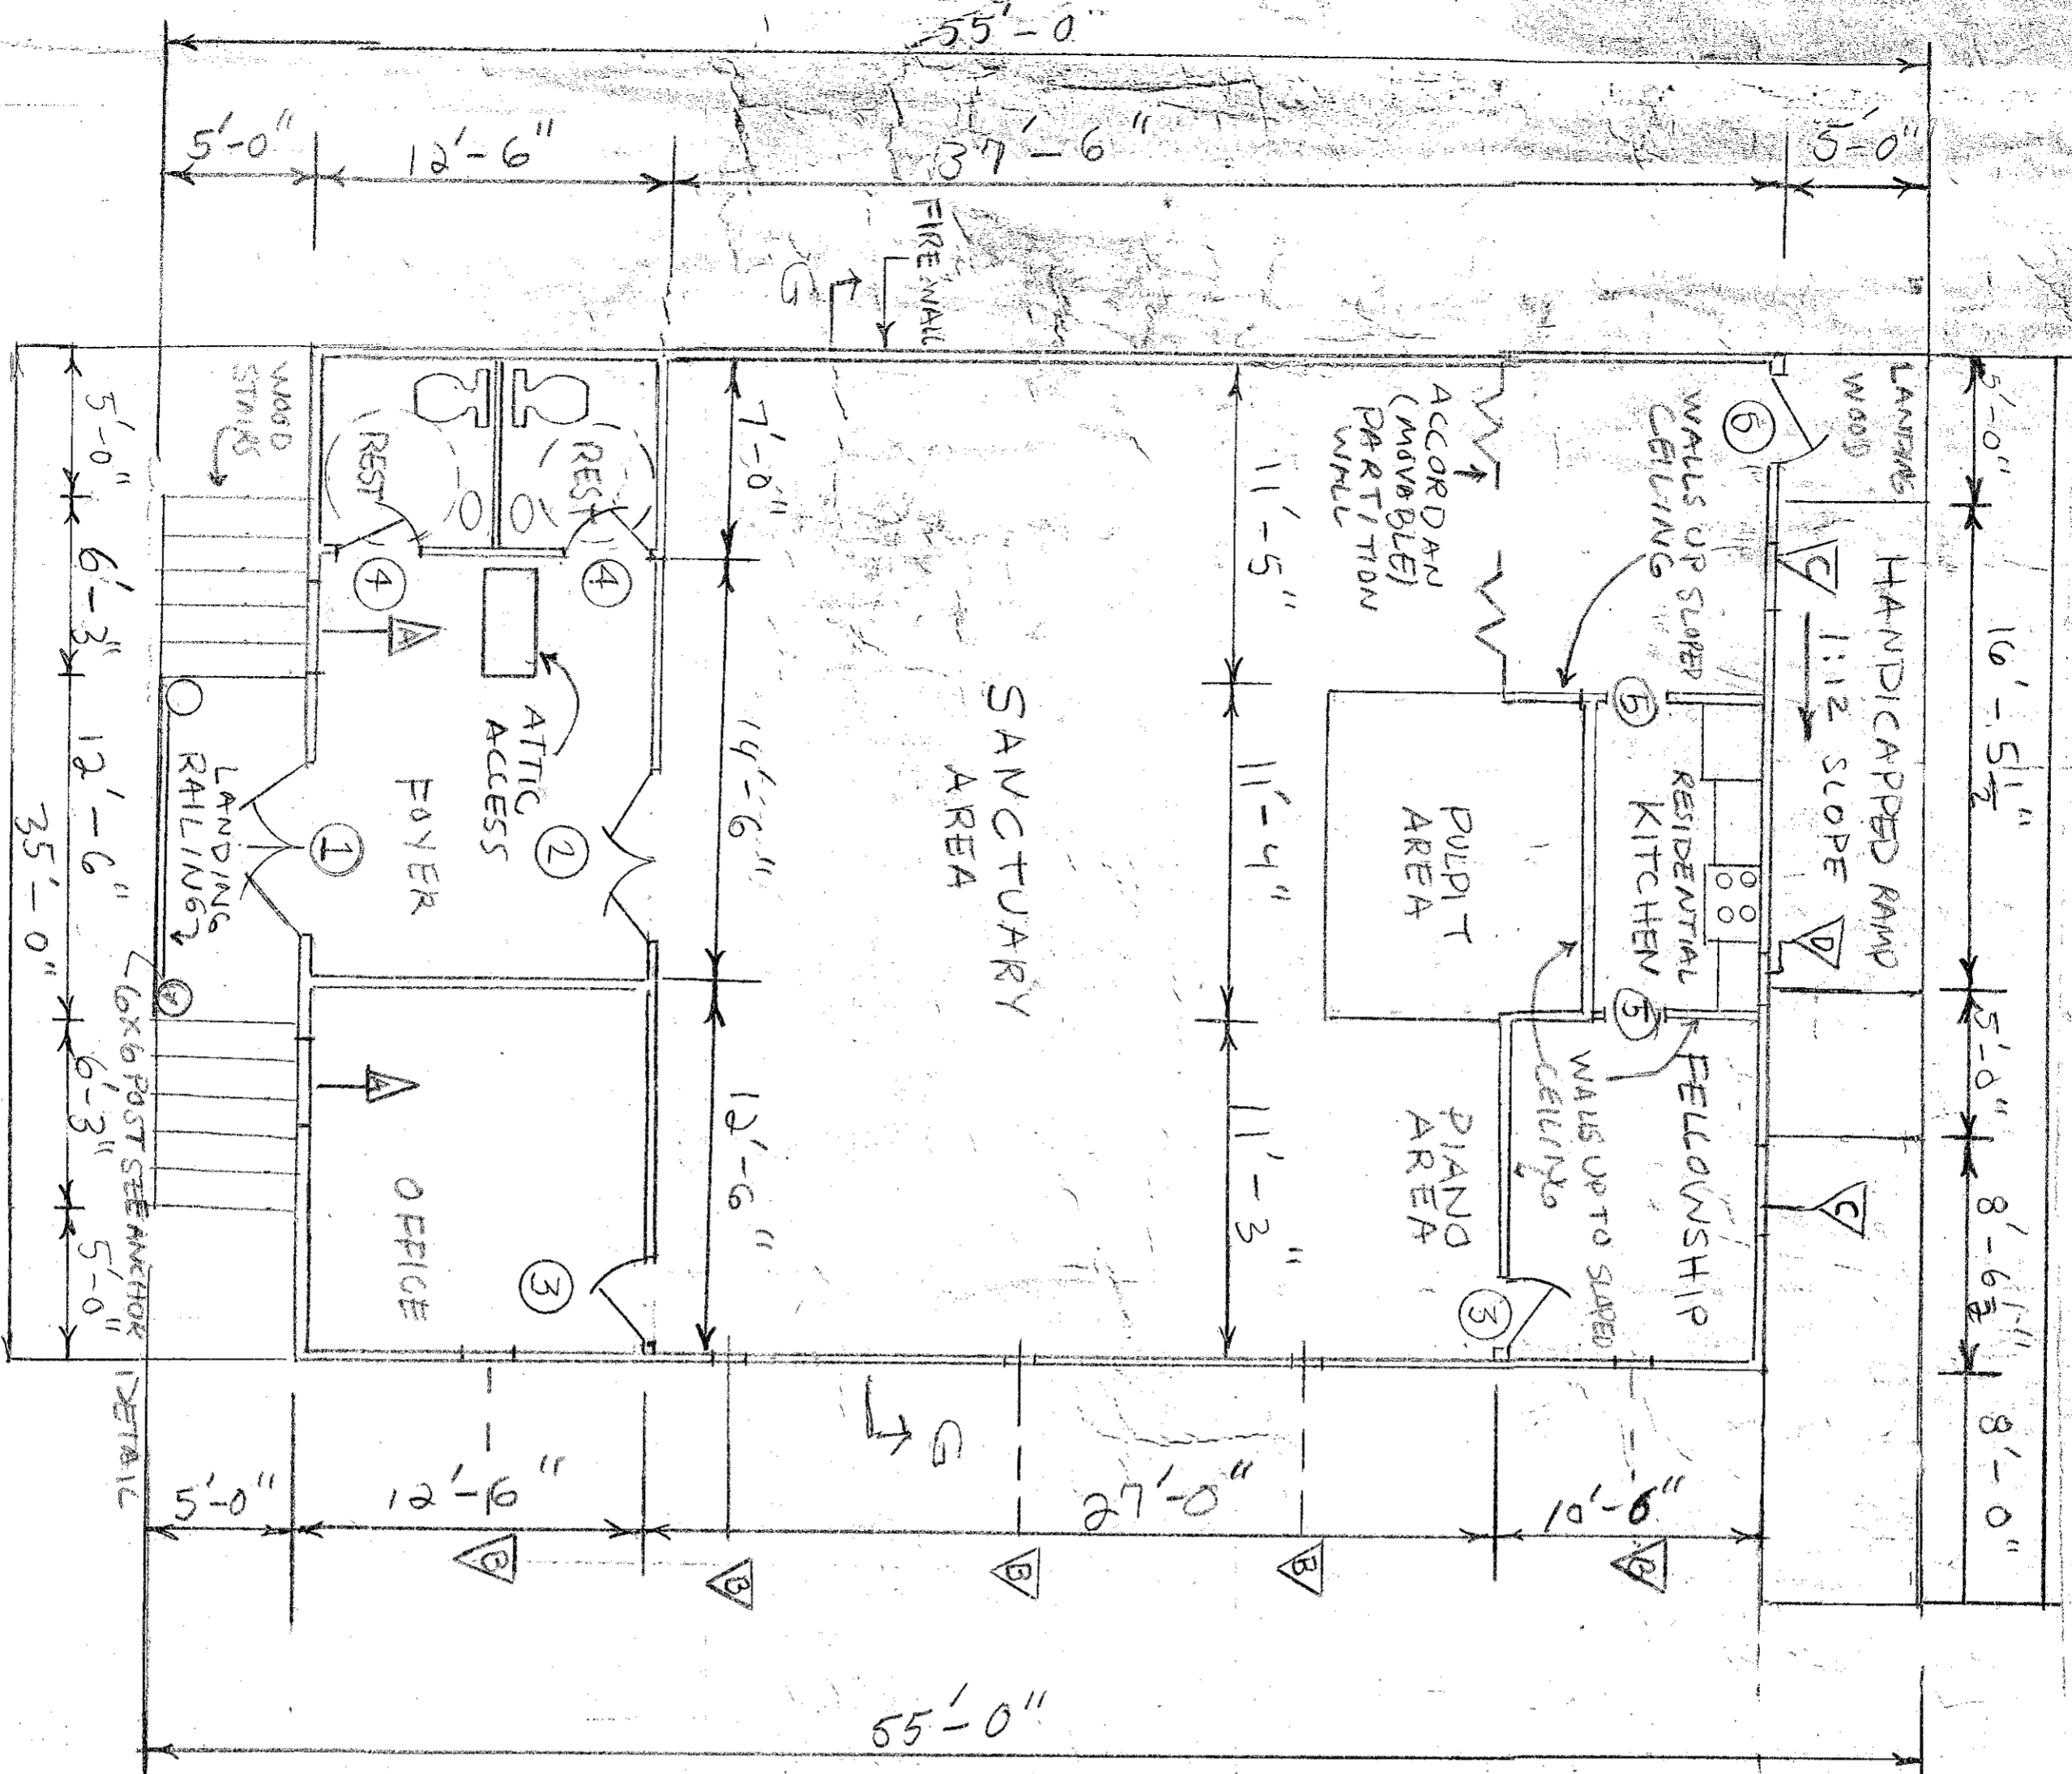 55'-0"
5'-0"
12'-6"
37'-6"
5'-0"
FIRE WALL
G
LANDING
WOOD
5'-0"
16'-5½"
5'-0"
8'-6½"
8'-0"
HANDICAPPED RAMP
1:12 SLOPE
C
D
C
6
WALLS UP SLOPED
CEILING
ACCORDAN
(MOVABLE)
PARTITION
WALL
5
RESIDENTIAL
KITCHEN
5
FELLOWSHIP
WALLS UP TO SLOPED
CEILING
3
11'-5"
11'-4"
11'-3"
PULPIT
AREA
PIANO
AREA
SANCTUARY
AREA
7'-0"
14'-6"
12'-6"
REST
REST
4
4
2
3
ATTIC
ACCESS
FOYER
OFFICE
A
A
1
WOOD
STAIRS
LANDING
RAILING
6X6 POST SEE ANCHOR
DETAIL
5'-0"
6'-3"
12'-6"
6'-3"
5'-0"
35'-0"
G
5'-0"
12'-6"
27'-0"
10'-6"
B
B
B
B
B
55'-0"